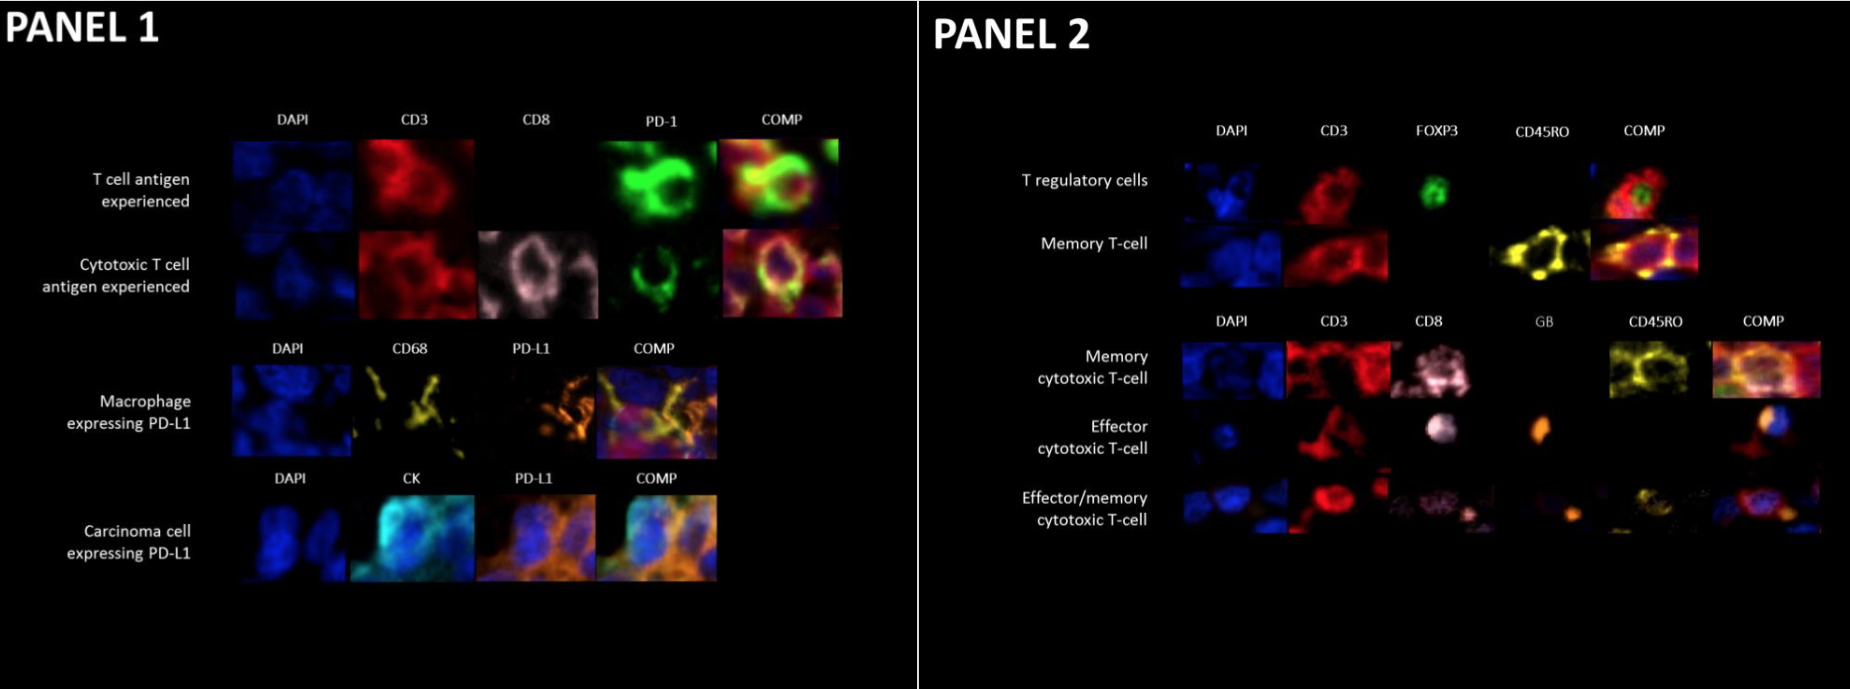 PANEL 1
DAPI CD3 CD8 PD-1 COMP
T cell antigen
experienced
Cytotoxic T cell
antigen experienced
DAPI CD68 PD-L1 COMP
Macrophage
expressing PD-L1
DAPI CK PD-L1 COMP
Carcinoma cell
expressing PD-L1
PANEL 2
DAPI CD3 FOXP3 CD45RO COMP
T regulatory cells
Memory T-cell
DAPI CD3 CD8 GB CD45RO COMP
Memory
cytotoxic T-cell
Effector
cytotoxic T-cell
Effector/memory
cytotoxic T-cell